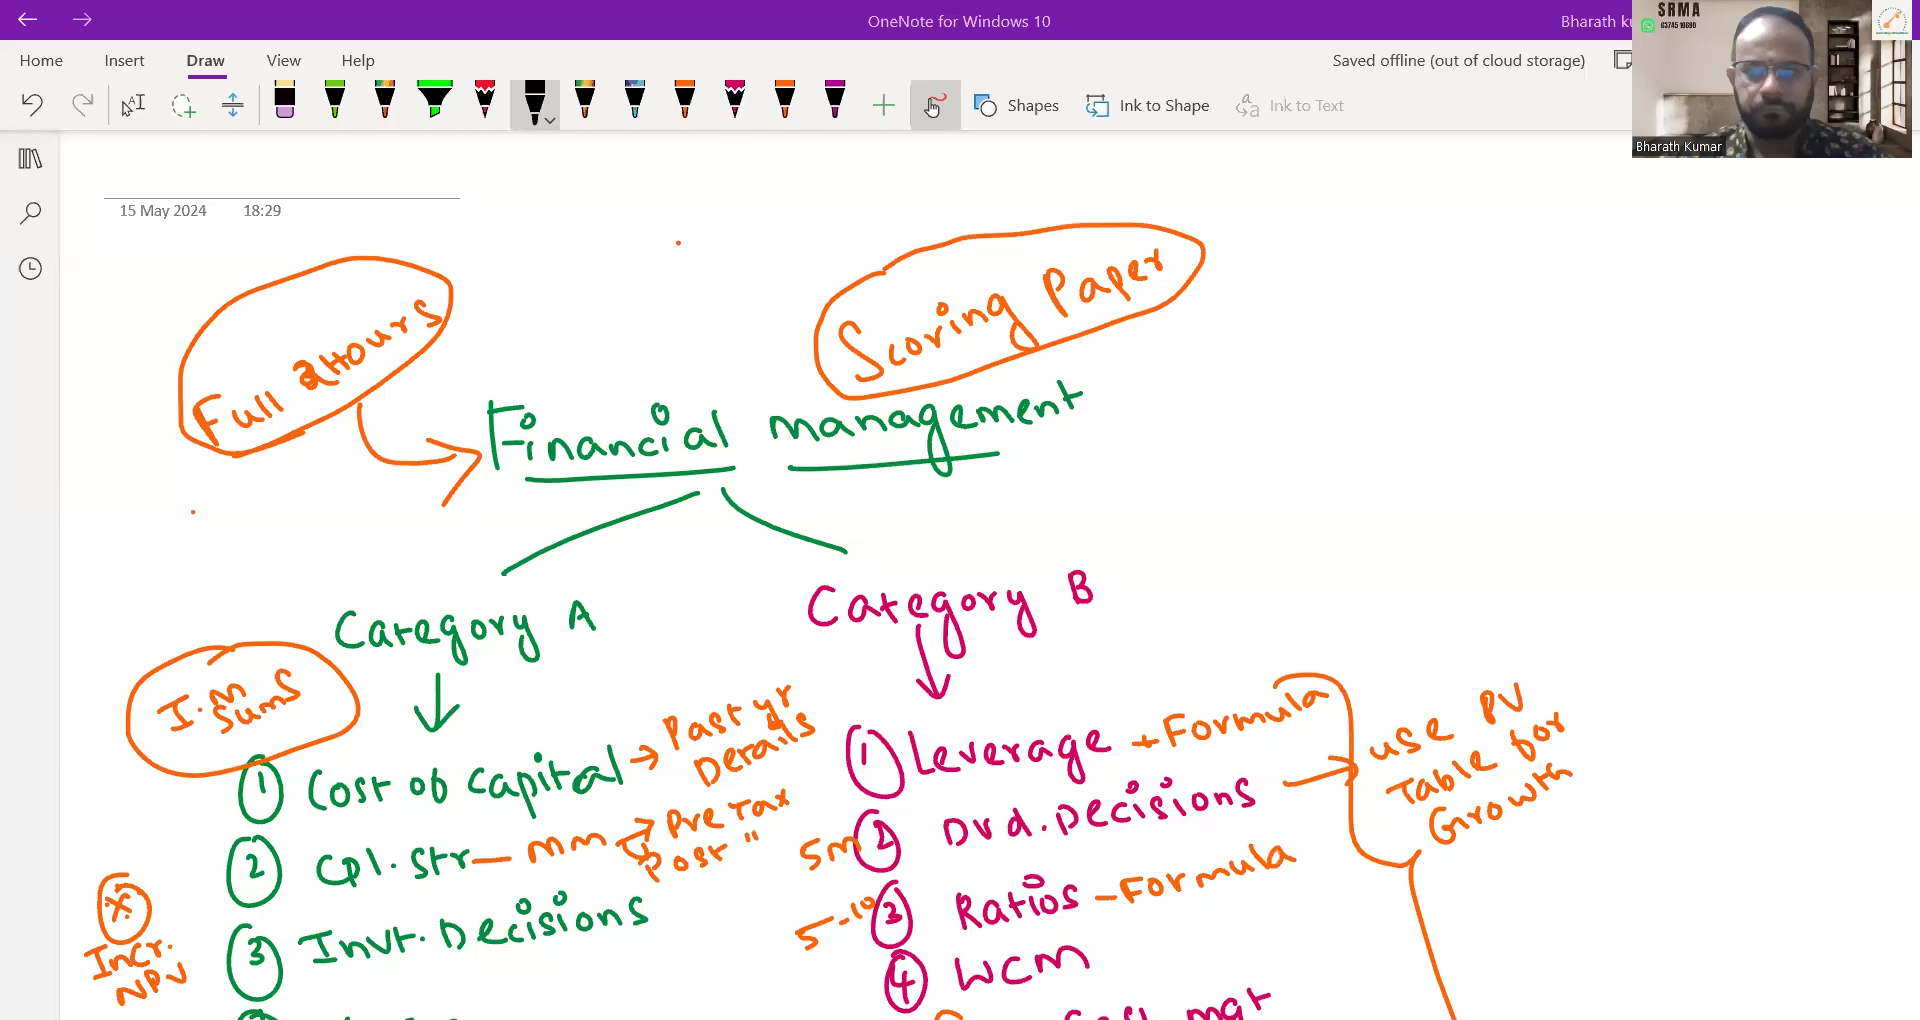 OneNote for Windows 10
Bharath ku
SRMA
63745 10690
Home Insert Draw View Help
Saved offline (out of cloud storage)
Shapes Ink to Shape Ink to Text
Bharath Kumar
15 May 2024 18:29
Full 2Hours
Scoring Paper
Financial management
Category A
Category B
I.M
Sums
① Cost of capital → Past yr
Details
② Cpl. Str — MM → Pre Tax
Post "
③ Invt. Decisions
* Incr.
NPV
① Leverage → Formula
5m ② Dvd. Decisions
use PV
Table for
Growth
5-10 ③ Ratios – Formula
④ WCM
mgt